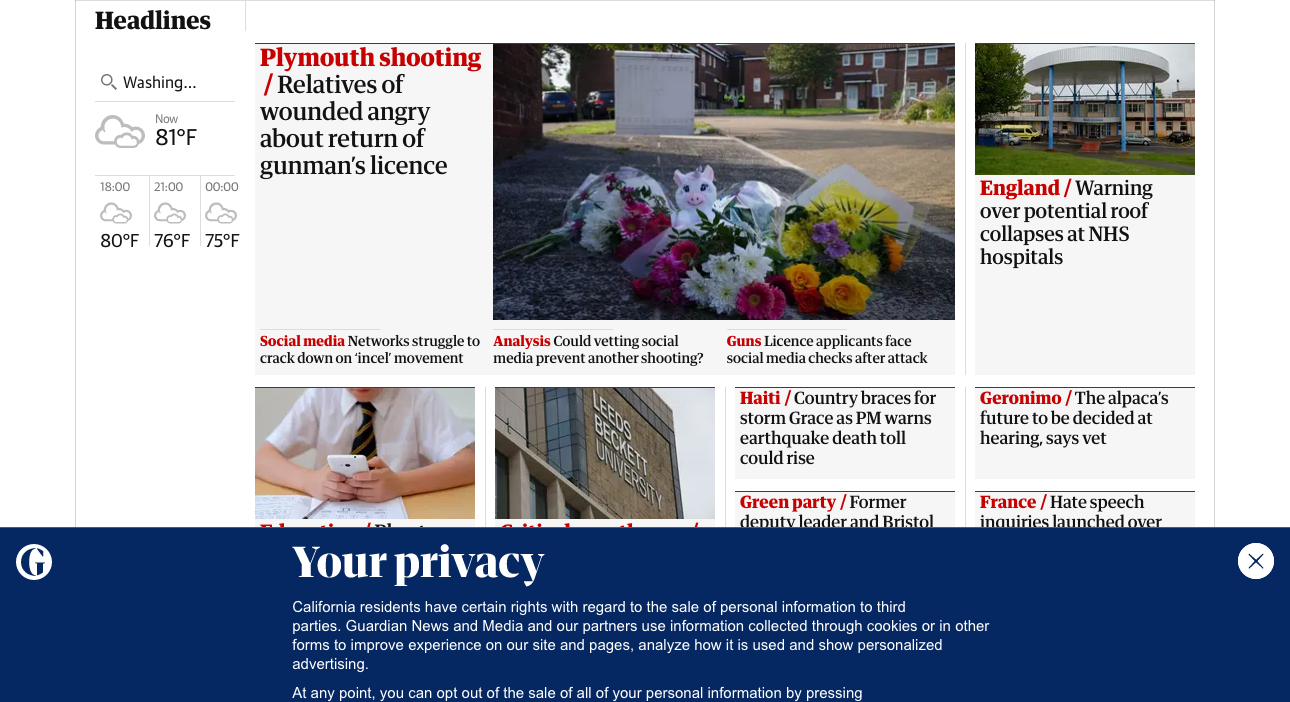 Headlines
Washing...
Now
81°F
18:00
21:00
00:00
80°F
76°F
75°F
Plymouth shooting
/ Relatives of
wounded angry
about return of
gunman’s licence
Social media Networks struggle to
crack down on ‘incel’ movement
Analysis Could vetting social
media prevent another shooting?
Guns Licence applicants face
social media checks after attack
England / Warning
over potential roof
collapses at NHS
hospitals
LEEDS
BECKETT
UNIVERSITY
Haiti / Country braces for
storm Grace as PM warns
earthquake death toll
could rise
Geronimo / The alpaca’s
future to be decided at
hearing, says vet
Green party / Former
deputy leader and Bristol
France / Hate speech
inquiries launched over
G
Your privacy
California residents have certain rights with regard to the sale of personal information to third
parties. Guardian News and Media and our partners use information collected through cookies or in other
forms to improve experience on our site and pages, analyze how it is used and show personalized
advertising.
At any point, you can opt out of the sale of all of your personal information by pressing